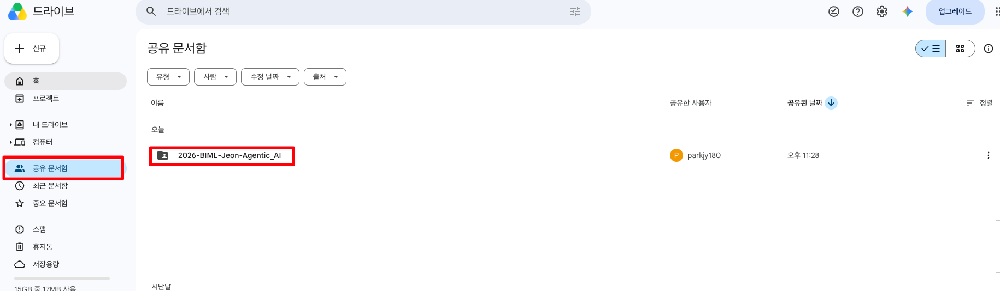 드라이브
드라이브에서 검색
업그레이드
신규
홈
프로젝트
내 드라이브
컴퓨터
공유 문서함
최근 문서함
중요 문서함
스팸
휴지통
저장용량
15GB 중 17MB 사용
공유 문서함
유형 사람 수정 날짜 출처
이름 공유한 사용자 공유된 날짜 정렬
오늘
2026-BIML-Jeon-Agentic_AI P parkjy180 오후 11:28
지난달